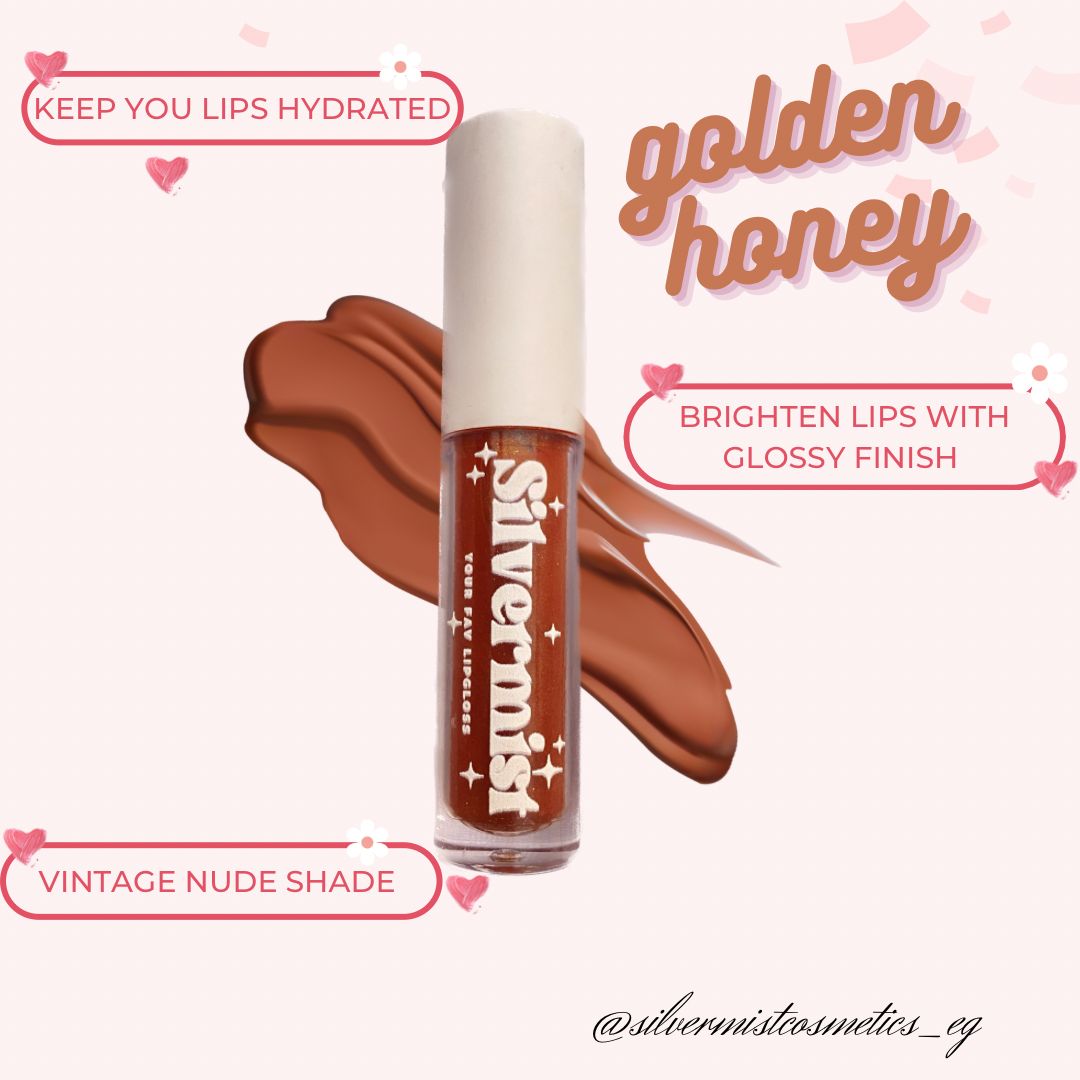 KEEP YOU LIPS HYDRATED
golden
honey
BRIGHTEN LIPS WITH
GLOSSY FINISH
Silvermist
YOUR FAV LIPGLOSS
VINTAGE NUDE SHADE
@silvermistcosmetics_eg